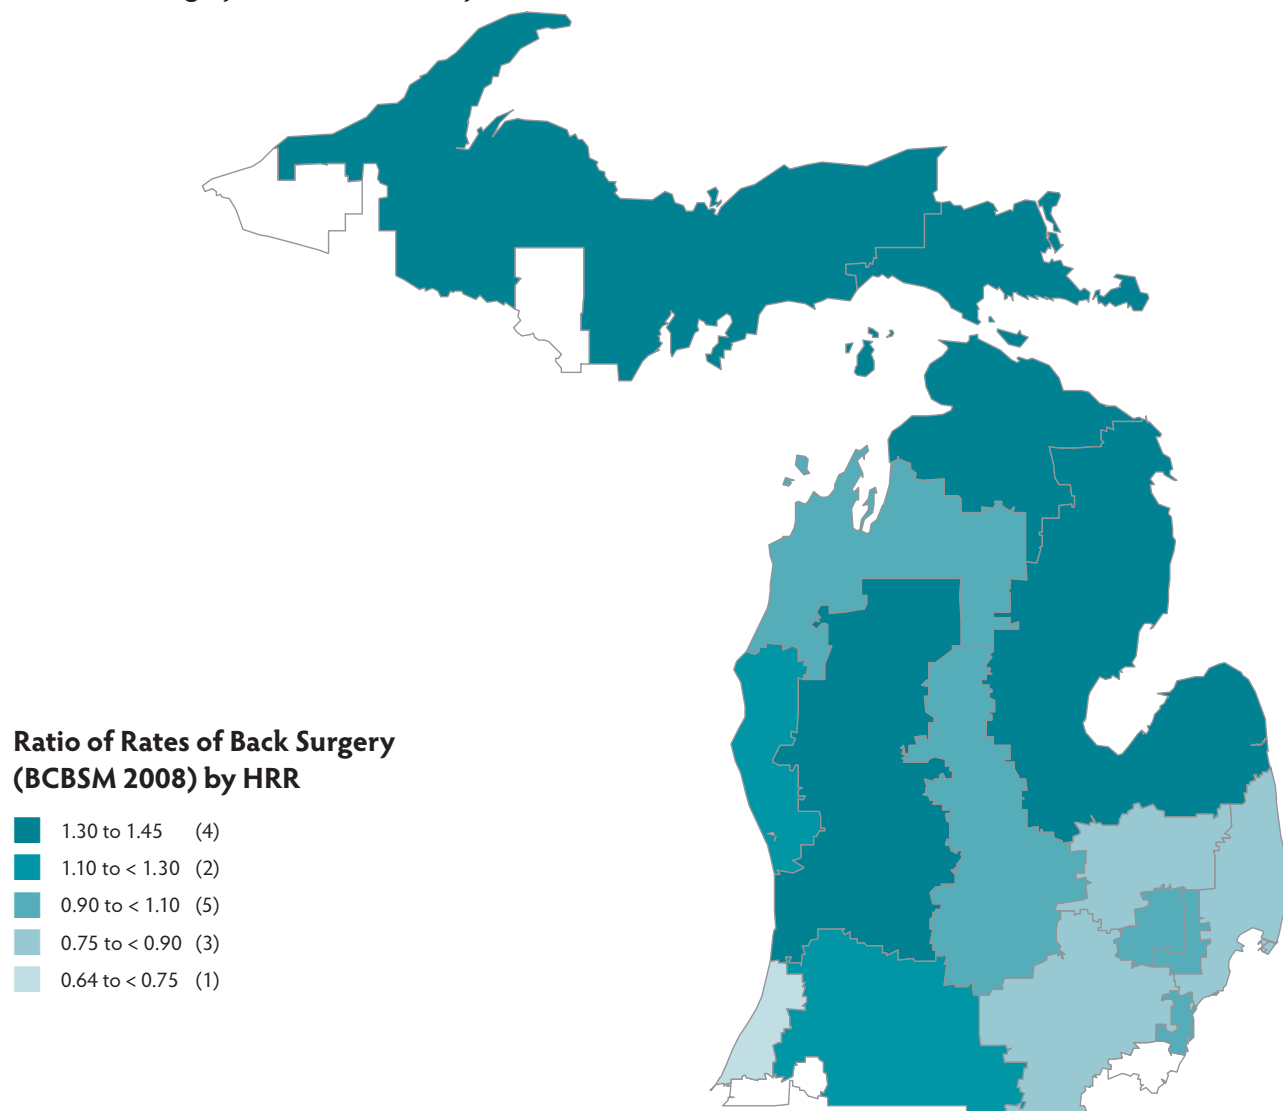 Ratio of Rates of Back Surgery
(BCBSM 2008) by HRR
1.30 to 1.45 (4)
1.10 to < 1.30 (2)
0.90 to < 1.10 (5)
0.75 to < 0.90 (3)
0.64 to < 0.75 (1)